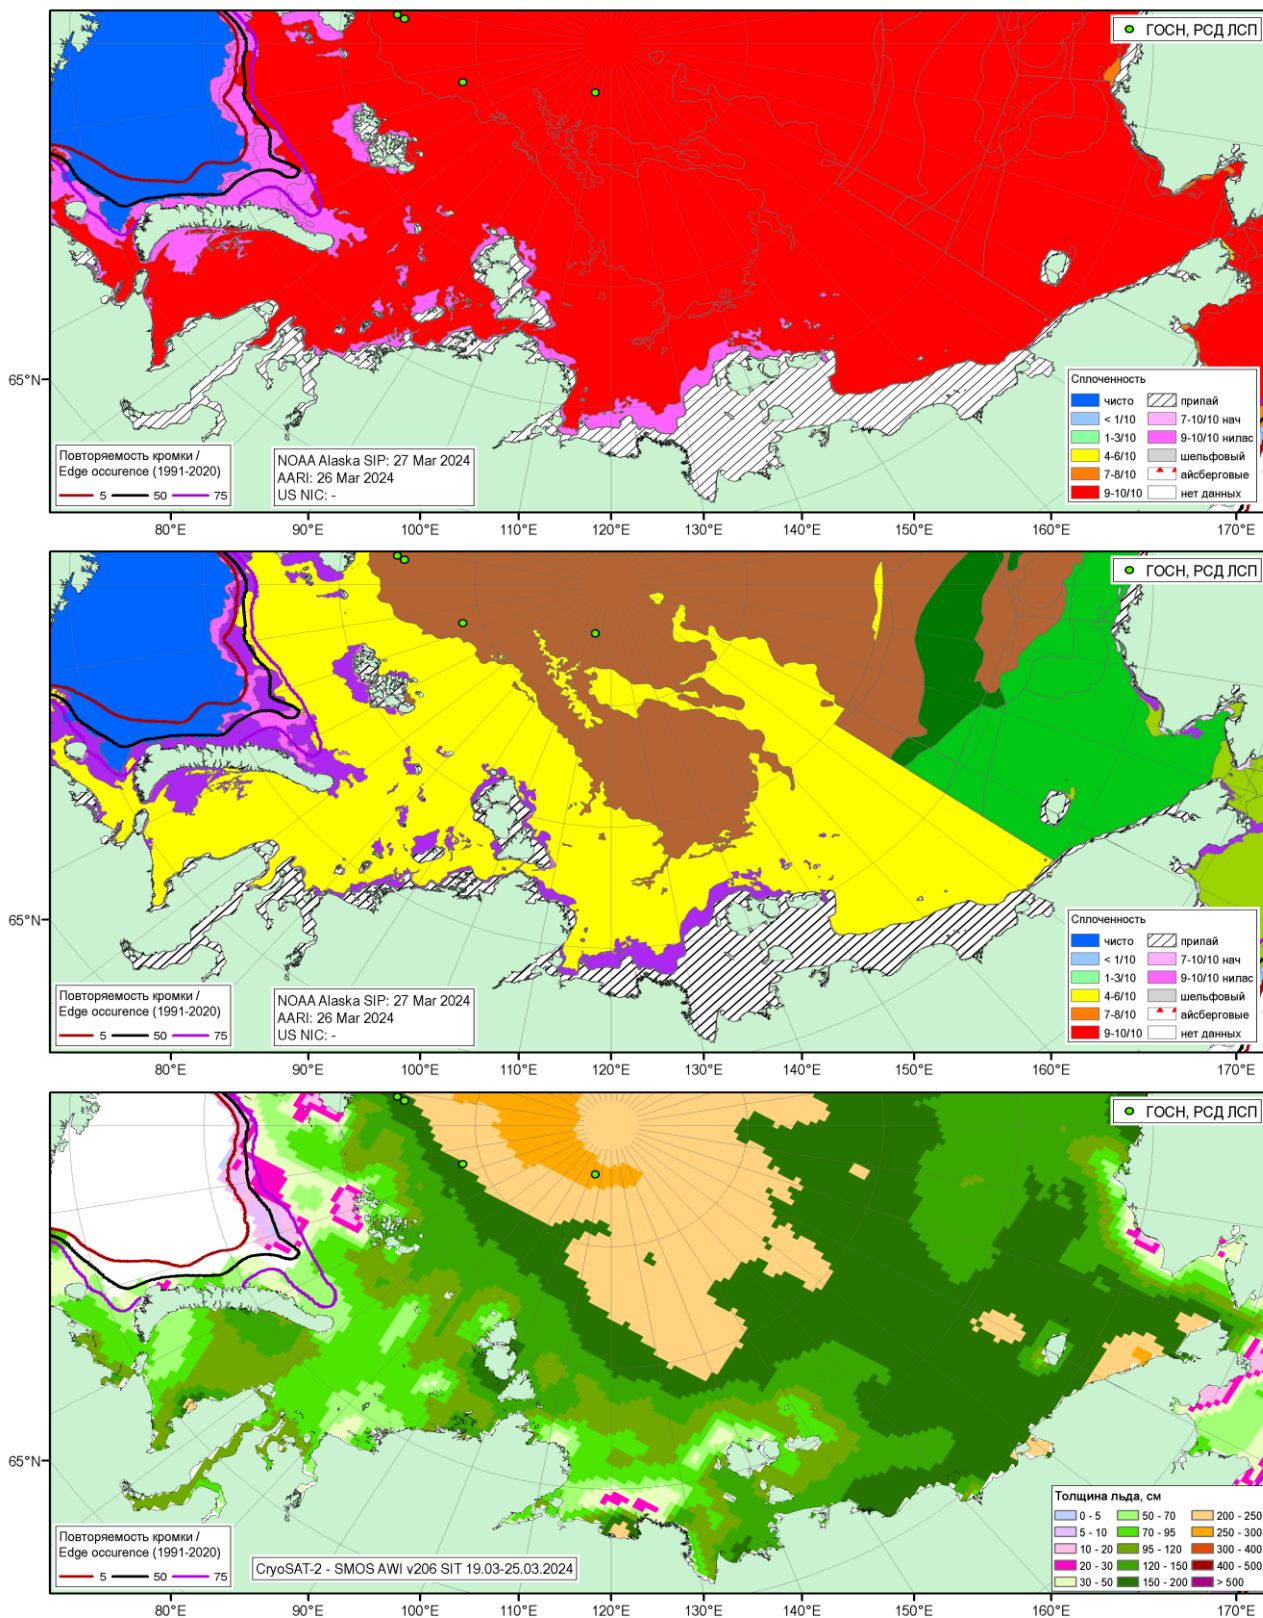 ГОСН, РСД ЛСП
65°N
Сплоченность
чисто
< 1/10
1-3/10
4-6/10
7-8/10
9-10/10
припай
7-10/10 нач
9-10/10 нилас
шельфовый
айсберговые
нет данных
Повторяемость кромки /
Edge occurence (1991-2020)
5 50 75
NOAA Alaska SIP: 27 Mar 2024
AARI: 26 Mar 2024
US NIC: -
80°E 90°E 100°E 110°E 120°E 130°E 140°E 150°E 160°E 170°E
ГОСН, РСД ЛСП
65°N
Сплоченность
чисто
< 1/10
1-3/10
4-6/10
7-8/10
9-10/10
припай
7-10/10 нач
9-10/10 нилас
шельфовый
айсберговые
нет данных
Повторяемость кромки /
Edge occurence (1991-2020)
5 50 75
NOAA Alaska SIP: 27 Mar 2024
AARI: 26 Mar 2024
US NIC: -
80°E 90°E 100°E 110°E 120°E 130°E 140°E 150°E 160°E 170°E
ГОСН, РСД ЛСП
65°N
Толщина льда, см
0 - 5
5 - 10
10 - 20
20 - 30
30 - 50
50 - 70
70 - 95
95 - 120
120 - 150
150 - 200
200 - 250
250 - 300
300 - 400
400 - 500
> 500
Повторяемость кромки /
Edge occurence (1991-2020)
5 50 75
CryoSAT-2 - SMOS AWI v206 SIT 19.03-25.03.2024
80°E 90°E 100°E 110°E 120°E 130°E 140°E 150°E 160°E 170°E